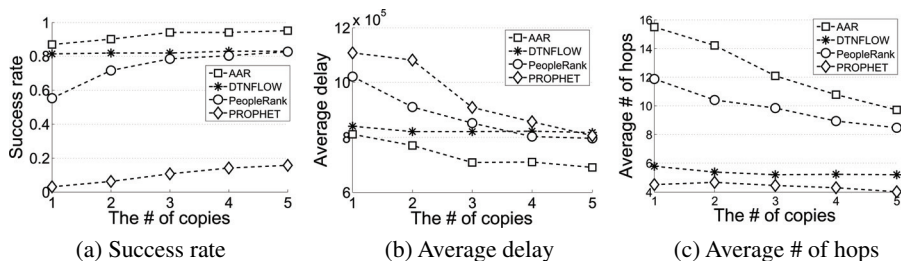 1
0.8
0.6
0.4
0.2
0
Success rate
AAR
DTNFLOW
PeopleRank
PROPHET
1 2 3 4 5
The # of copies
(a) Success rate
12 x 10⁵
10
8
6
Average delay
AAR
DTNFLOW
PeopleRank
PROPHET
1 2 3 4 5
The # of copies
(b) Average delay
16
14
12
10
8
6
4
Average # of hops
AAR
DTNFLOW
PeopleRank
PROPHET
1 2 3 4 5
The # of copies
(c) Average # of hops